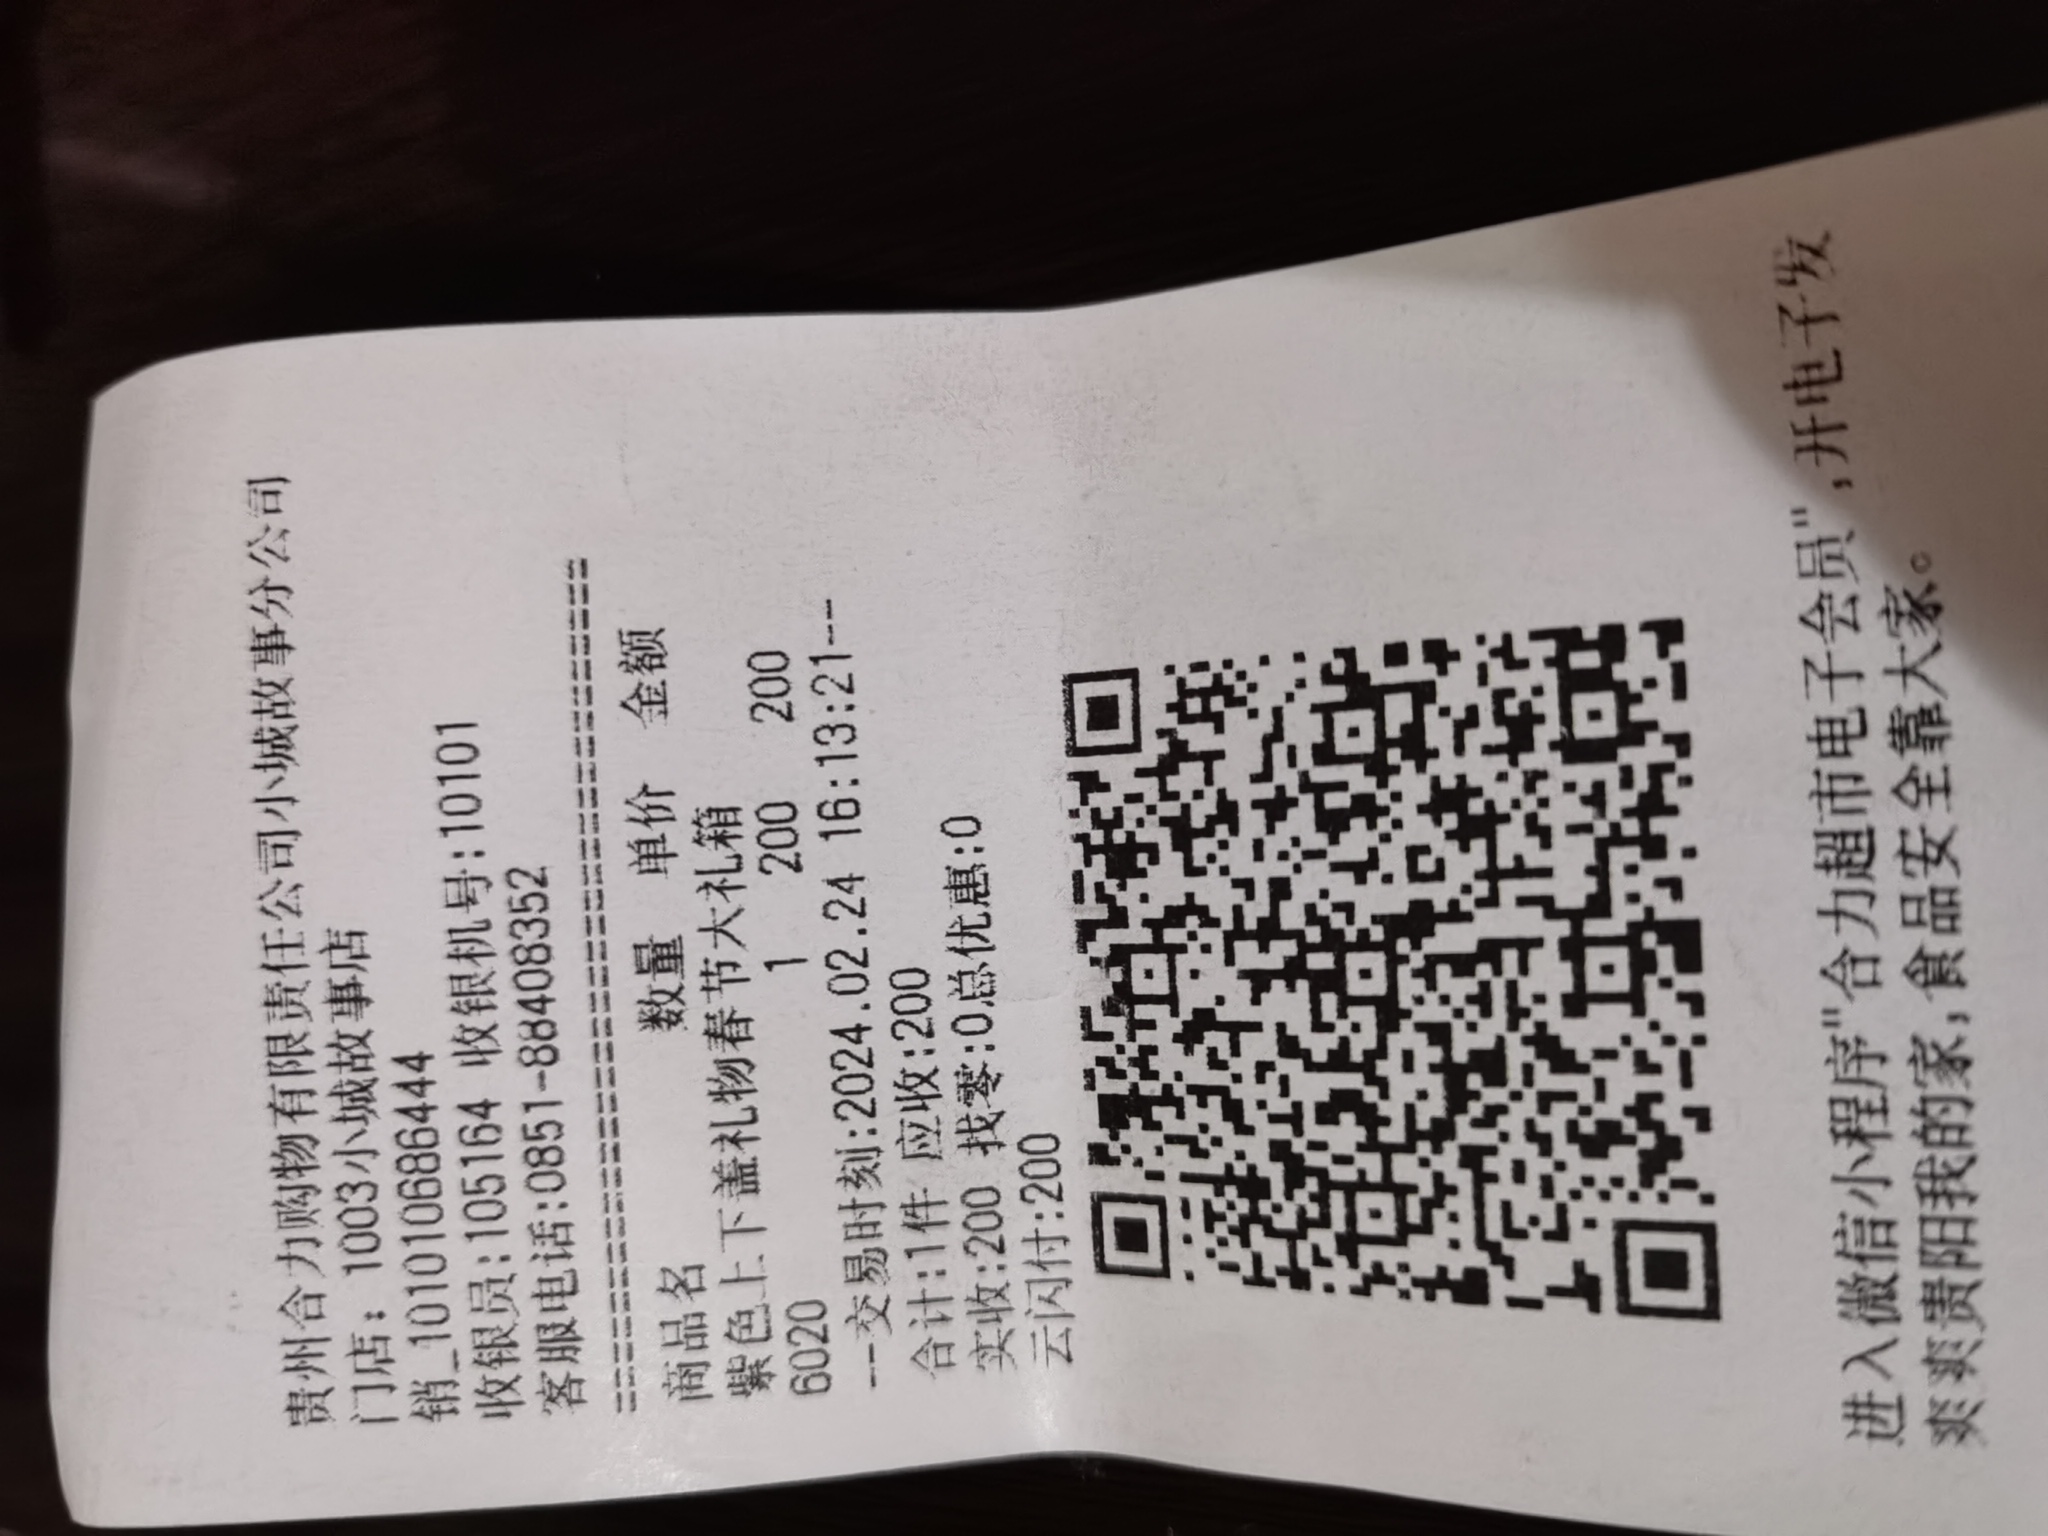 贵州合力购物有限责任公司小城故事分公司
门店：1003小城故事店
销_101010686444
收银员:105164 收银机号:10101
客服电话:0851-88408352
================================
商品名 数量 单价 金额
紫色上下盖礼物春节大礼箱
6020 1 200 200
---交易时刻:2024.02.24 16:13:21---
合计:1件 应收:200
实收:200 找零:0总优惠:0
云闪付:200
进入微信小程序"合力超市电子会员"，开电子发
爽爽贵阳我的家，食品安全靠大家。